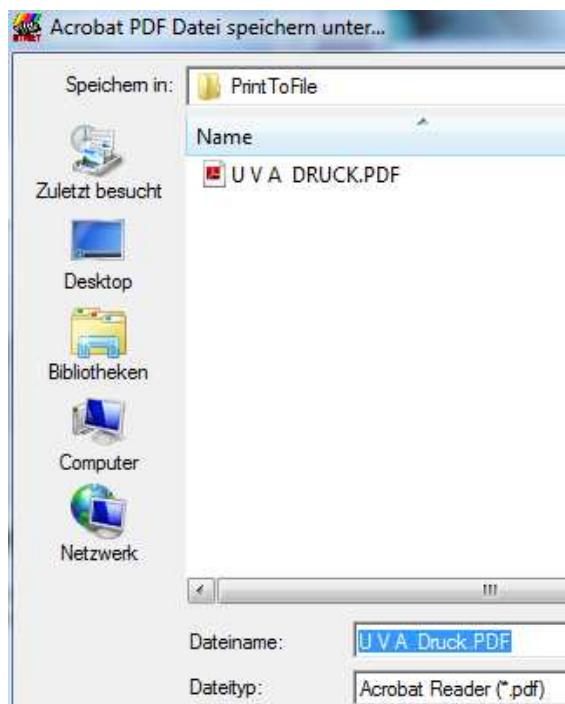 Acrobat PDF Datei speichern unter...
Speichern in:
PrintToFile
Name
U V A DRUCK.PDF
Zuletzt besucht
Desktop
Bibliotheken
Computer
Netzwerk
Dateiname:
U V A Druck.PDF
Dateityp:
Acrobat Reader (*.pdf)